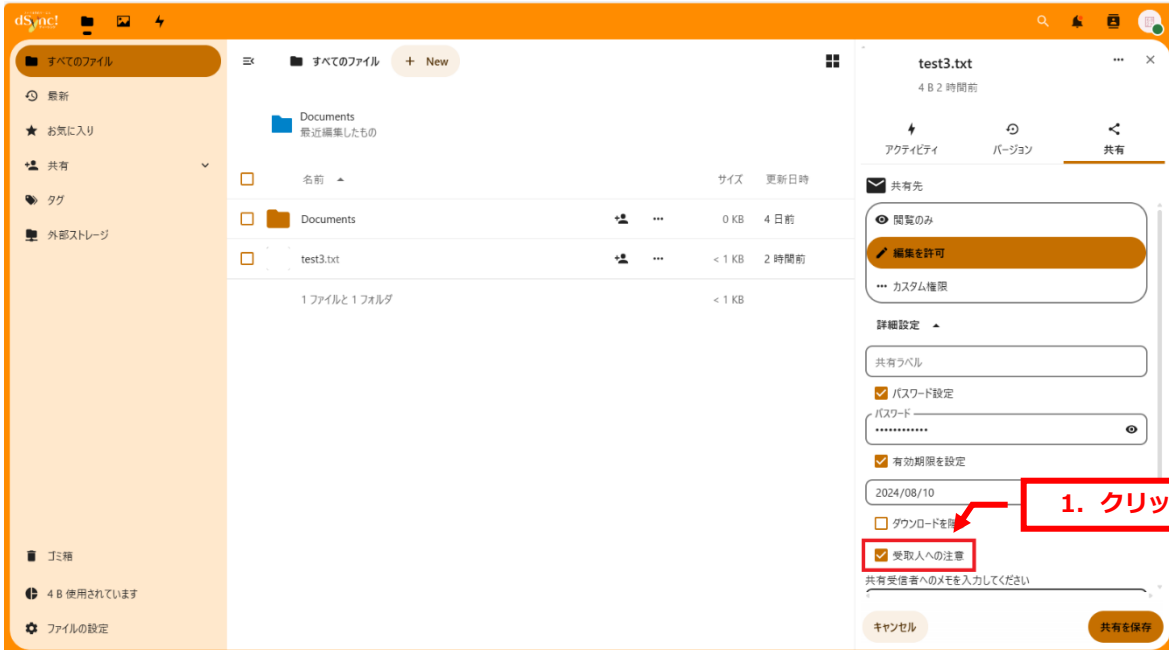 dSync!
すべてのファイル
最新
お気に入り
共有
タグ
外部ストレージ
ゴミ箱
4 B 使用されています
ファイルの設定
すべてのファイル
+ New
Documents
最近編集したもの
名前
サイズ
更新日時
Documents
0 KB
4 日前
test3.txt
< 1 KB
2 時間前
1 ファイルと 1 フォルダ
< 1 KB
test3.txt
4 B 2 時間前
アクティビティ
バージョン
共有
共有先
閲覧のみ
編集を許可
カスタム権限
詳細設定
共有ラベル
パスワード設定
パスワード
有効期限を設定
2024/08/10
1. クリッ
ダウンロードを
受取人への注意
共有受信者へのメモを入力してください
キャンセル
共有を保存